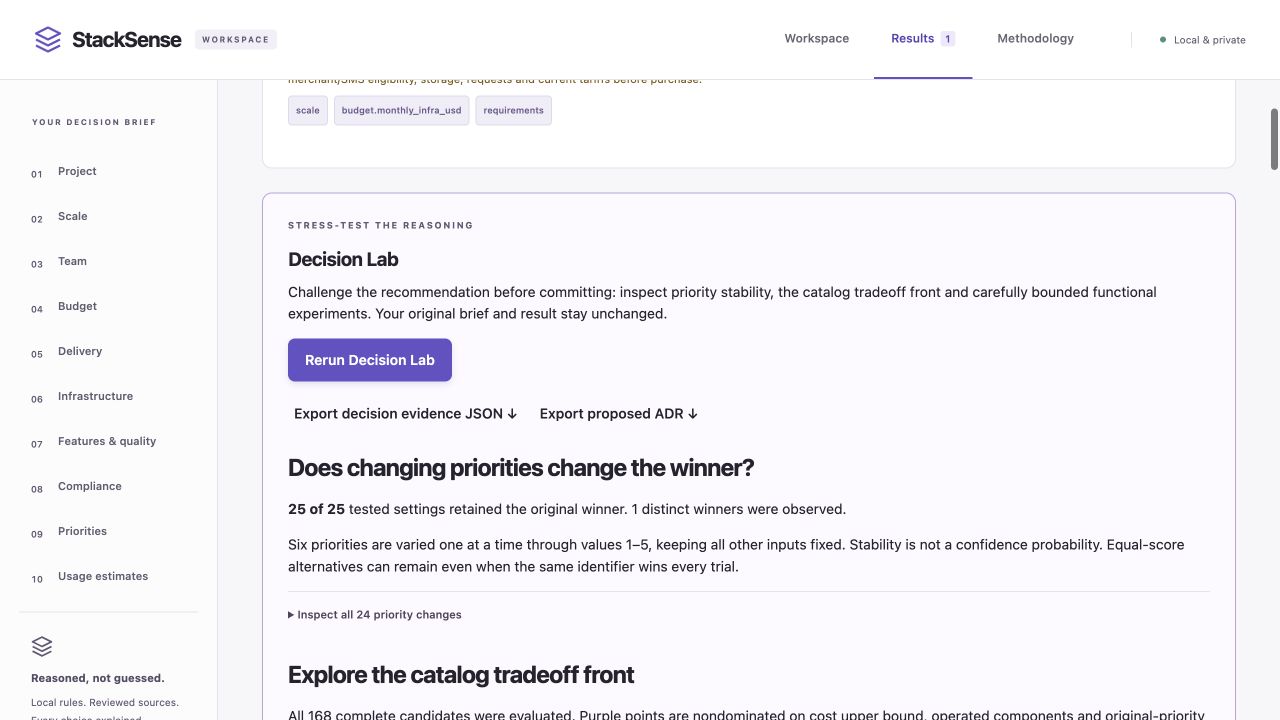 StackSense
WORKSPACE
Workspace
Results 1
Methodology
Local & private
YOUR DECISION BRIEF
01 Project
02 Scale
03 Team
04 Budget
05 Delivery
06 Infrastructure
07 Features & quality
08 Compliance
09 Priorities
10 Usage estimates
Reasoned, not guessed.
Local rules. Reviewed sources.
Every choice explained.
merchant/SMS eligibility, storage, requests and current tariffs before purchase.
scale
budget.monthly_infra_usd
requirements
STRESS-TEST THE REASONING
Decision Lab
Challenge the recommendation before committing: inspect priority stability, the catalog tradeoff front and carefully bounded functional
experiments. Your original brief and result stay unchanged.
Rerun Decision Lab
Export decision evidence JSON ↓
Export proposed ADR ↓
Does changing priorities change the winner?
25 of 25 tested settings retained the original winner. 1 distinct winners were observed.
Six priorities are varied one at a time through values 1–5, keeping all other inputs fixed. Stability is not a confidence probability. Equal-score
alternatives can remain even when the same identifier wins every trial.
Inspect all 24 priority changes
Explore the catalog tradeoff front
All 168 complete candidates were evaluated. Purple points are nondominated on cost upper bound, operated components and original-priority